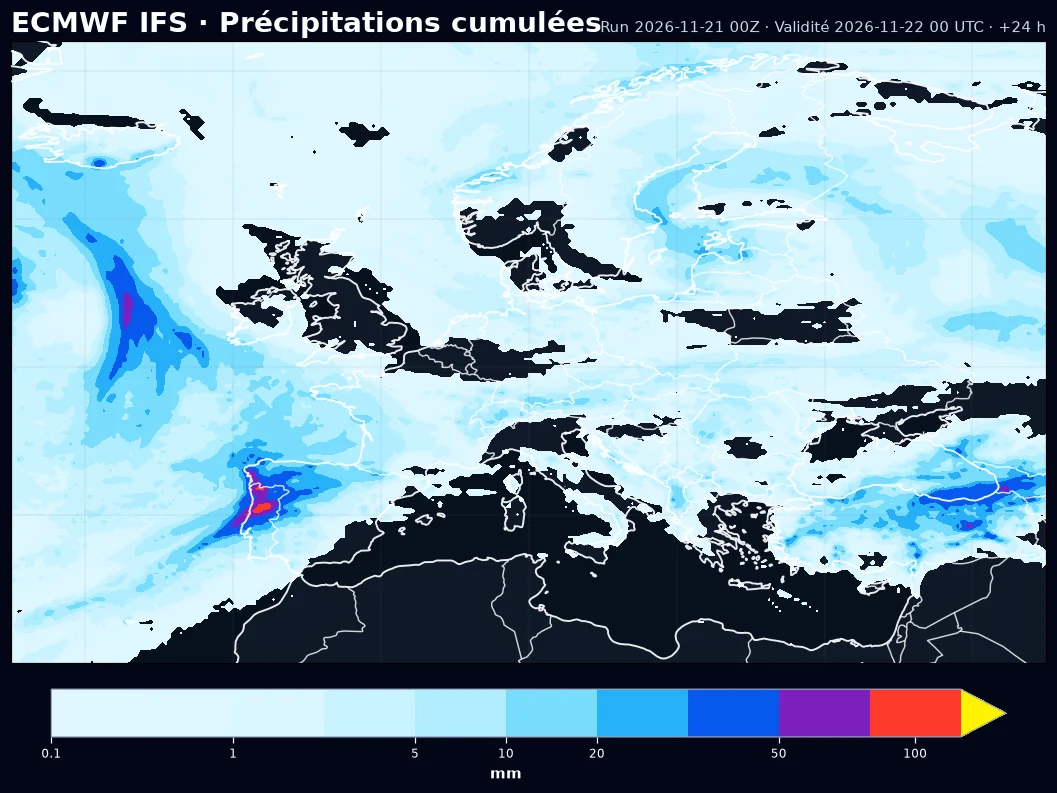 ECMWF IFS · Précipitations cumulées
Run 2026-11-21 00Z · Validité 2026-11-22 00 UTC · +24 h
0.1 1 5 10 20 50 100
mm